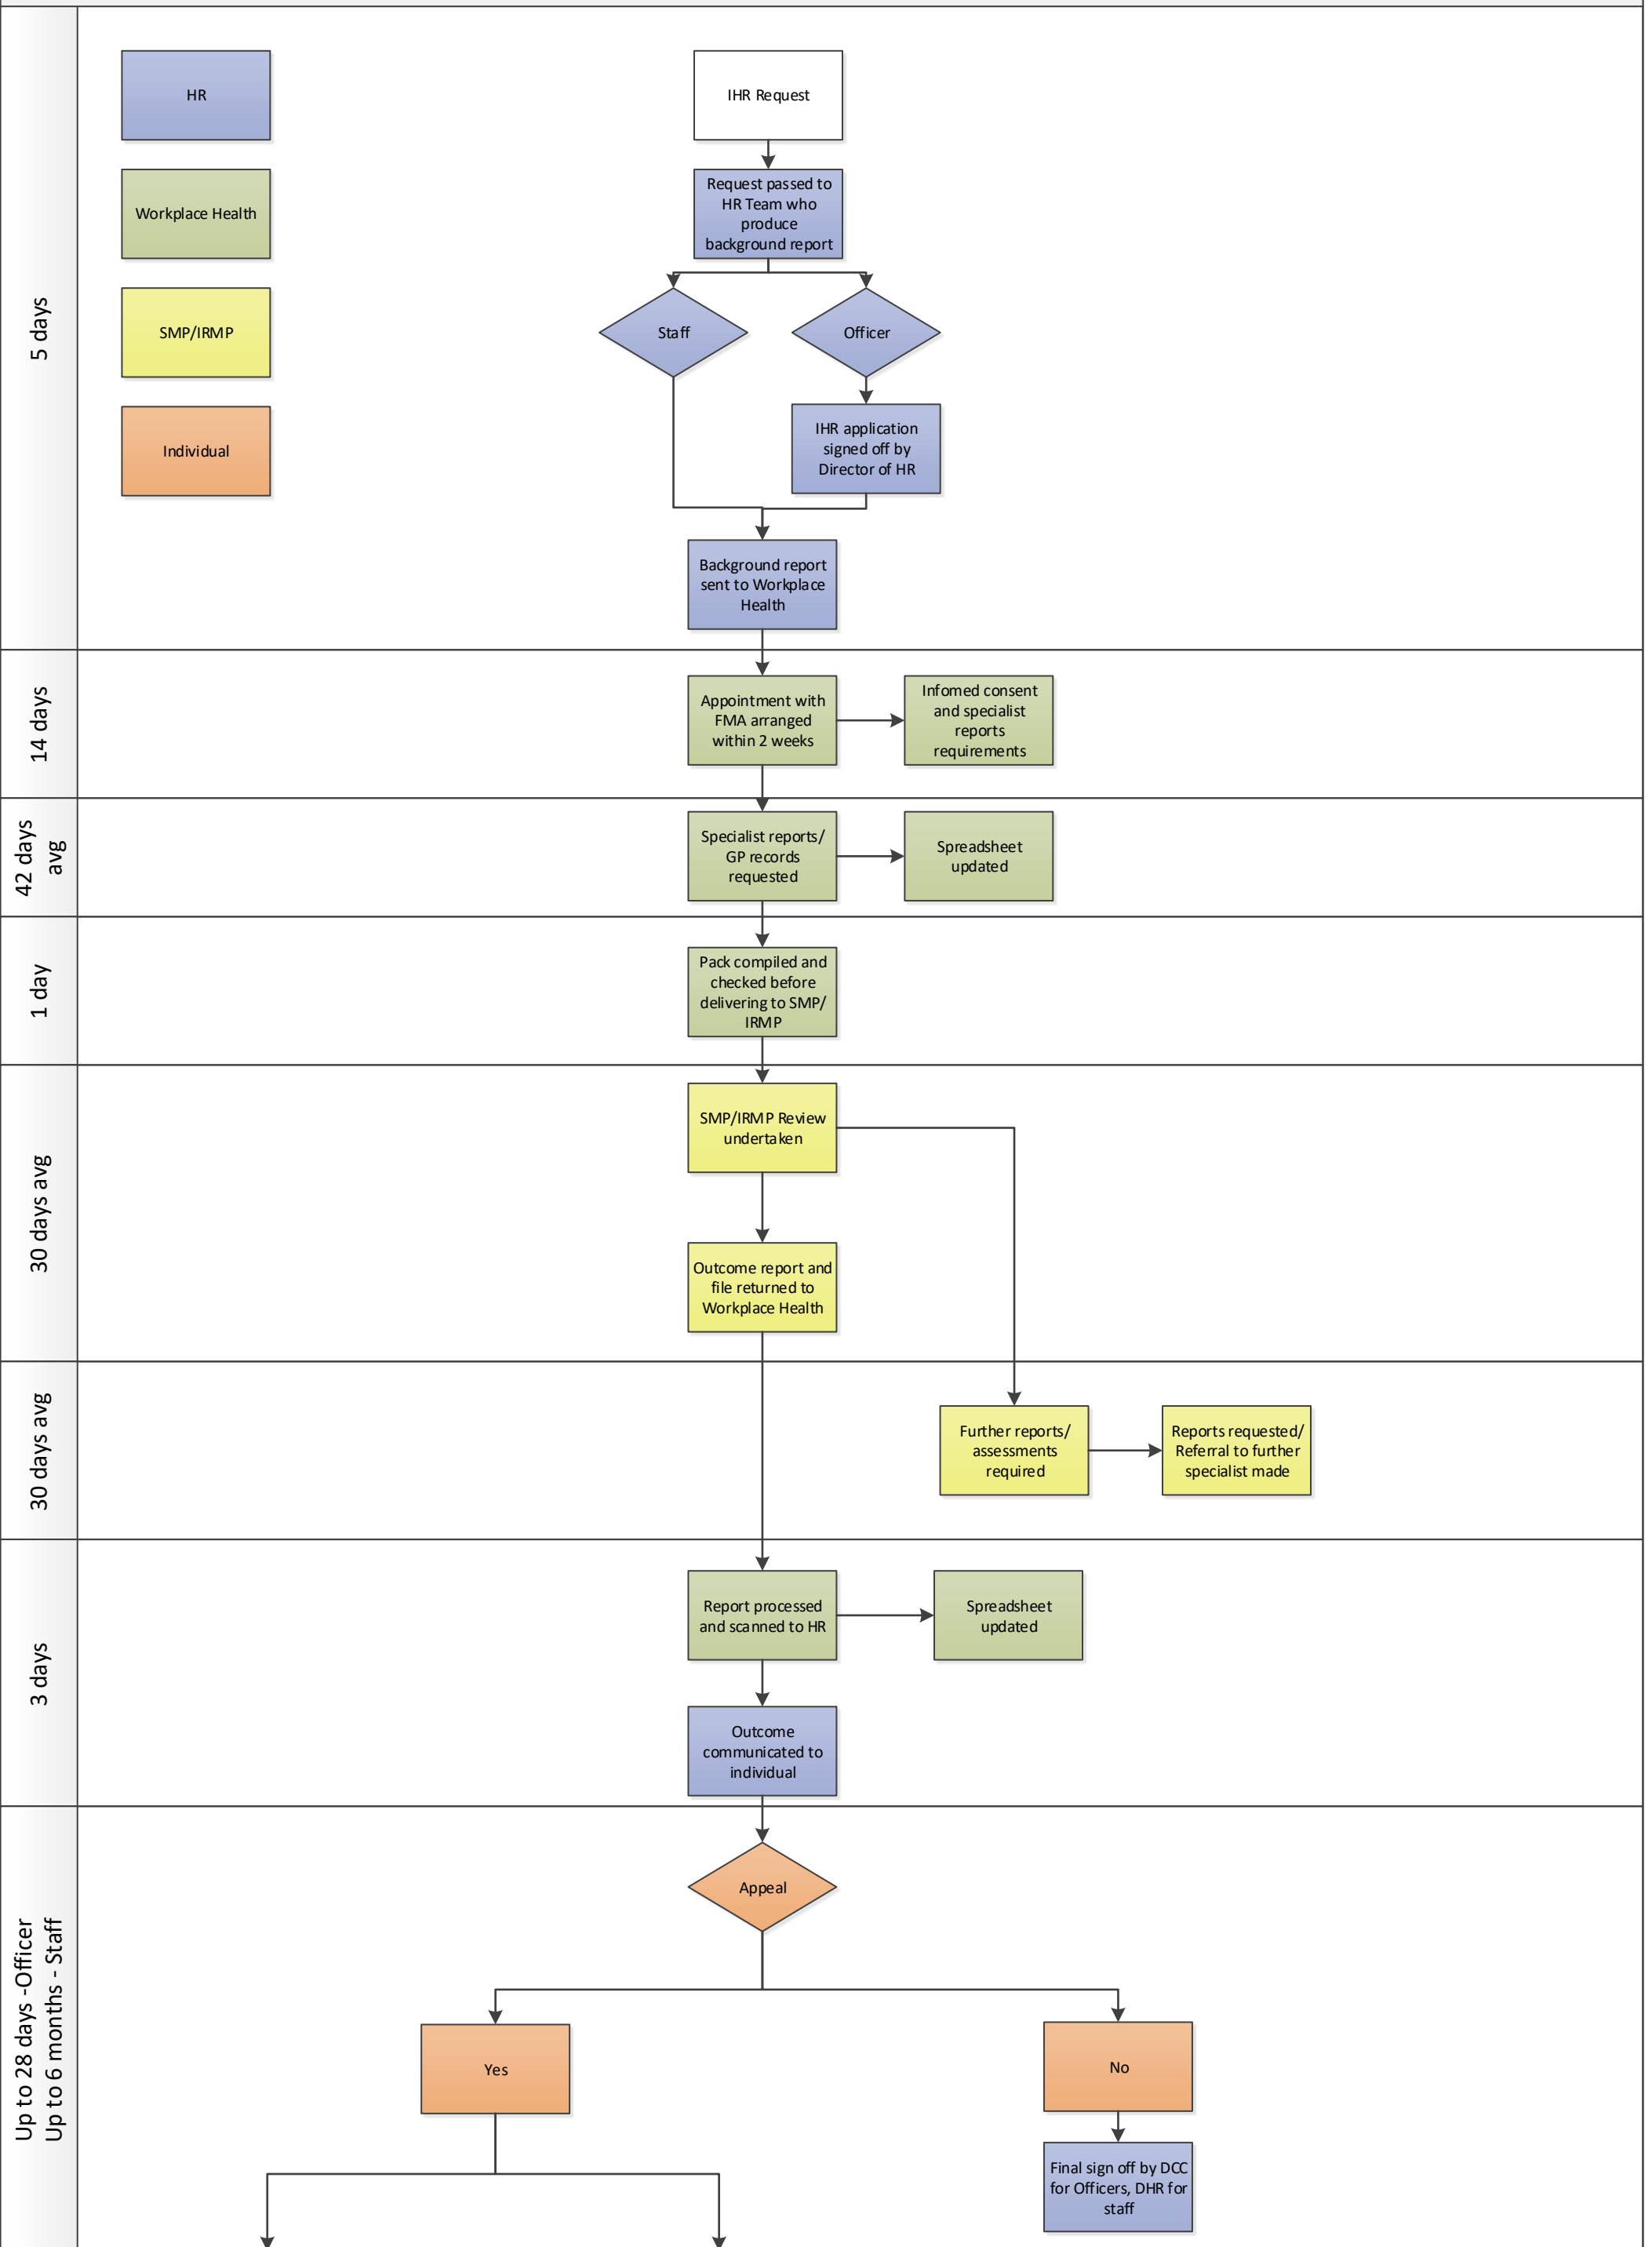 5 days
HR
Workplace Health
SMP/IRMP
Individual
IHR Request
Request passed to
HR Team who
produce
background report
Staff
Officer
IHR application
signed off by
Director of HR
Background report
sent to Workplace
Health
14 days
Appointment with
FMA arranged
within 2 weeks
Infomed consent
and specialist
reports
requirements
42 days
avg
Specialist reports/
GP records
requested
Spreadsheet
updated
1 day
Pack compiled and
checked before
delivering to SMP/
IRMP
30 days avg
SMP/IRMP Review
undertaken
Outcome report and
file returned to
Workplace Health
30 days avg
Further reports/
assessments
required
Reports requested/
Referral to further
specialist made
3 days
Report processed
and scanned to HR
Spreadsheet
updated
Outcome
communicated to
individual
Up to 28 days -Officer
Up to 6 months - Staff
Appeal
Yes
No
Final sign off by DCC
for Officers, DHR for
staff